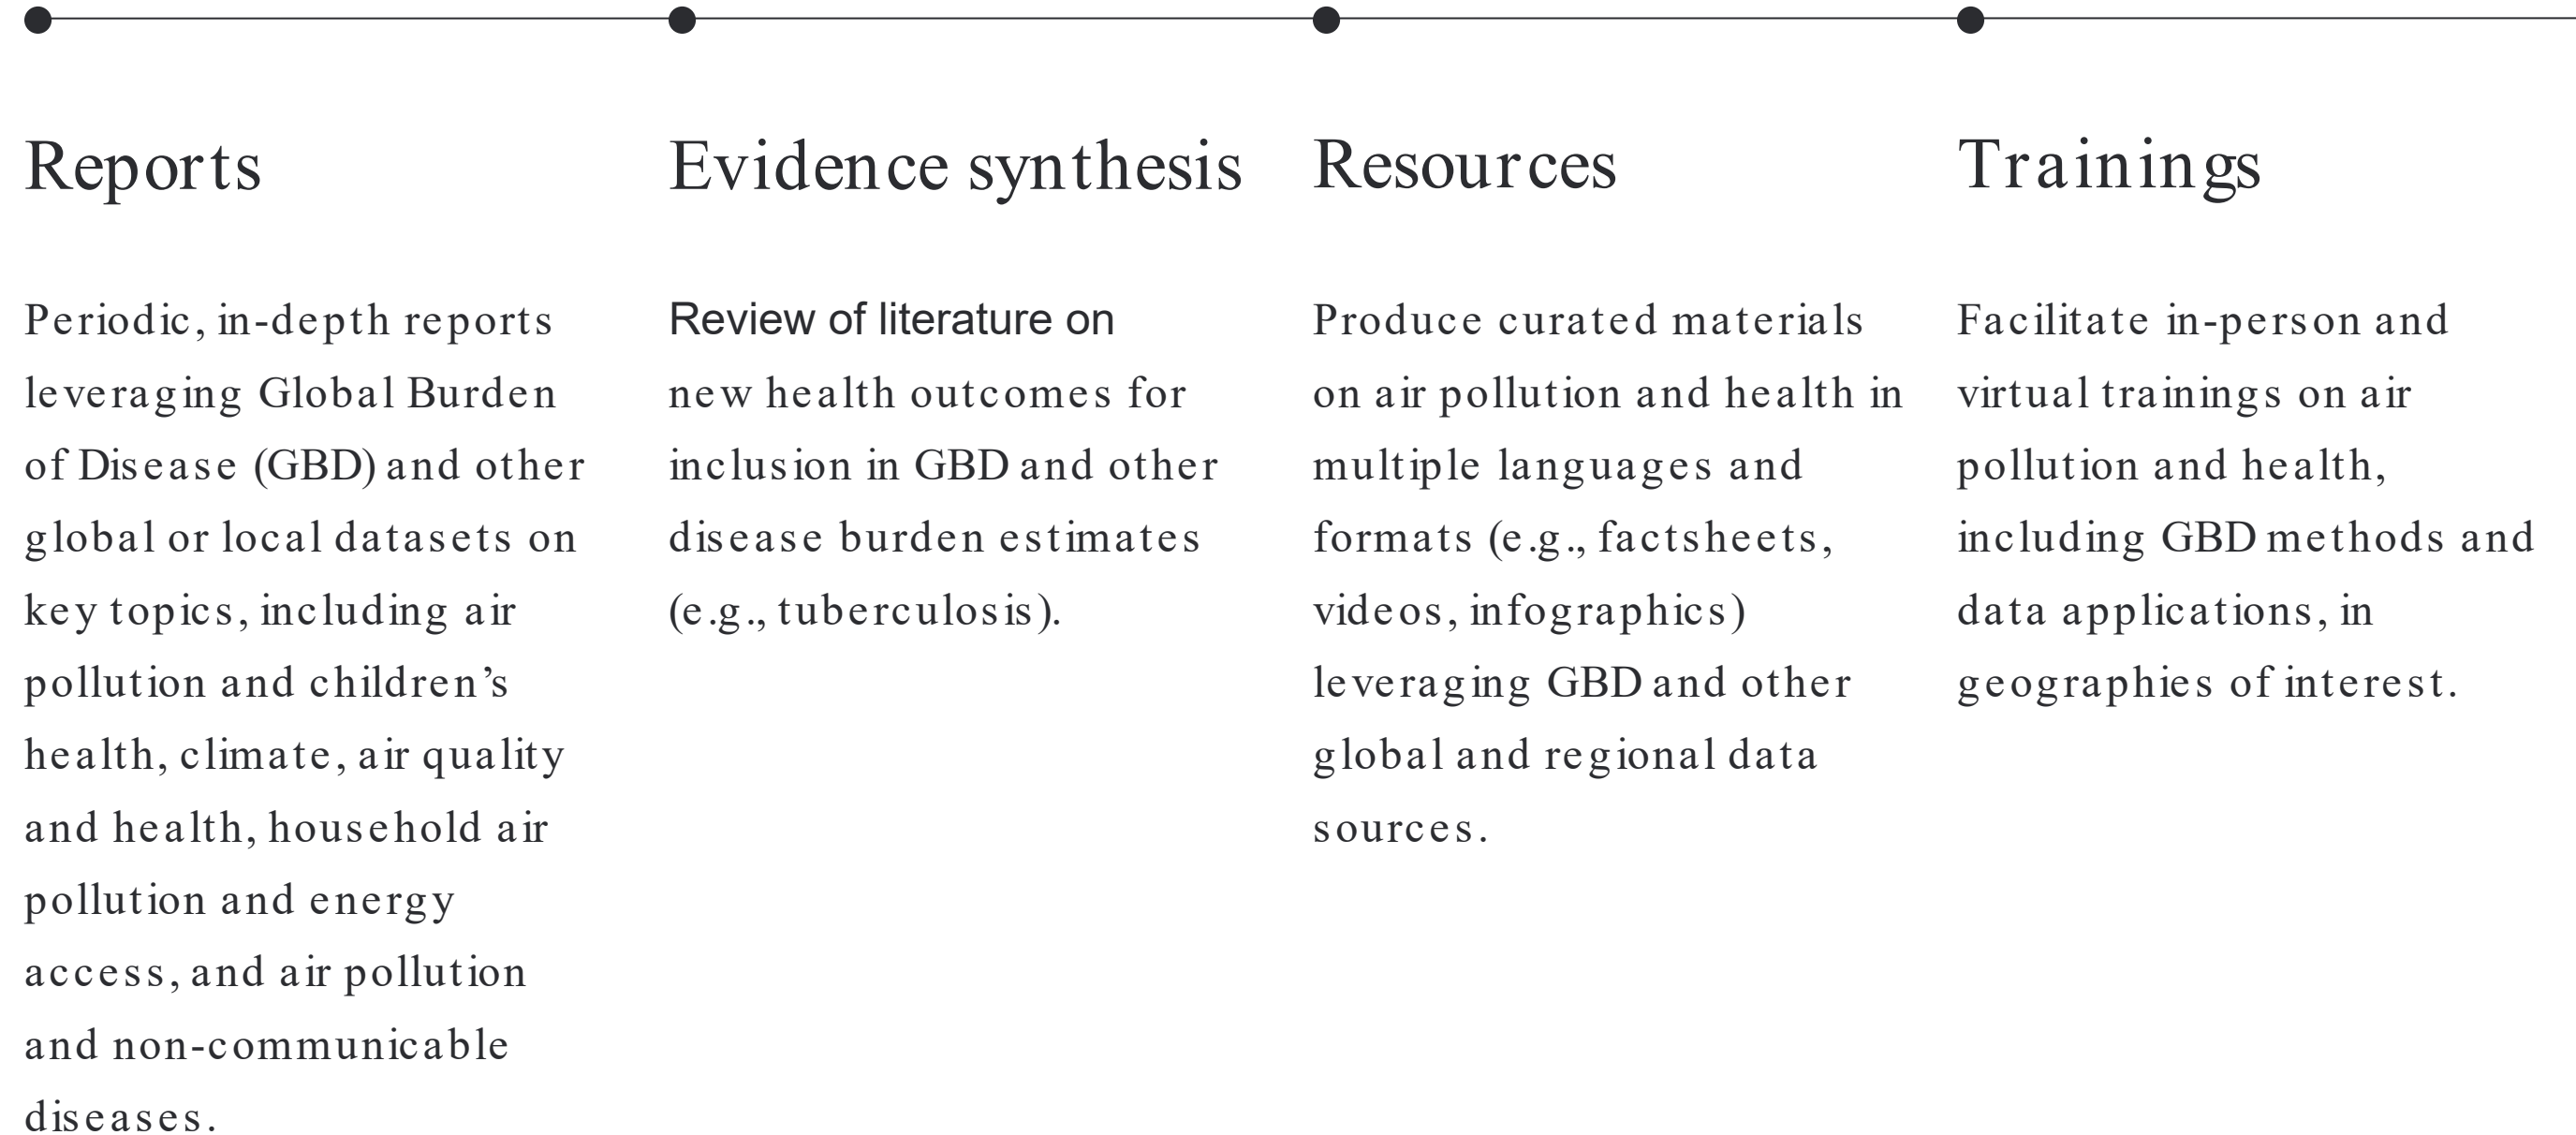 Reports
Periodic, in-depth reports
leveraging Global Burden
of Disease (GBD) and other
global or local datasets on
key topics, including air
pollution and children’s
health, climate, air quality
and health, household air
pollution and energy
access, and air pollution
and non-communicable
diseases.
Evidence synthesis
Review of literature on
new health outcomes for
inclusion in GBD and other
disease burden estimates
(e.g., tuberculosis).
Resources
Produce curated materials
on air pollution and health in
multiple languages and
formats (e.g., factsheets,
videos, infographics)
leveraging GBD and other
global and regional data
sources.
Trainings
Facilitate in-person and
virtual trainings on air
pollution and health,
including GBD methods and
data applications, in
geographies of interest.